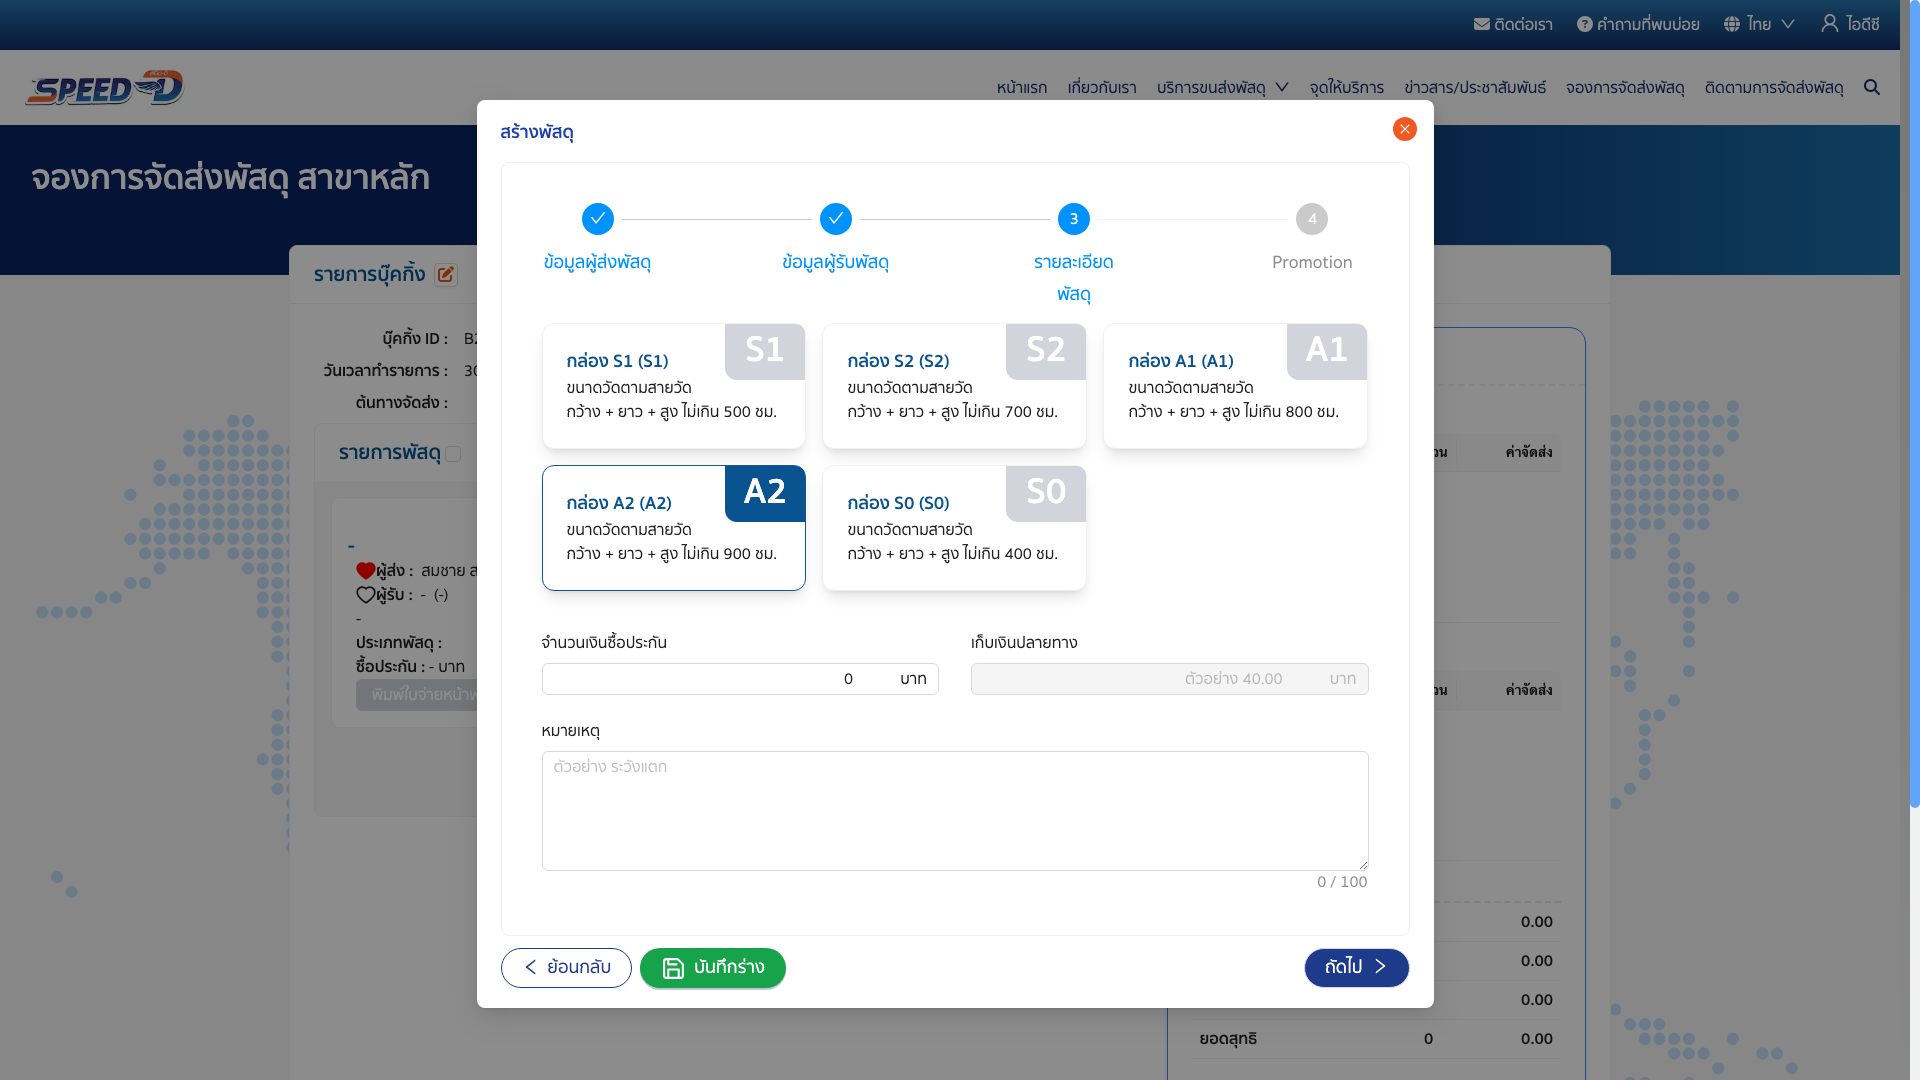 ติดต่อเรา
คำถามที่พบบ่อย
ไทย
ไอดีซี
SPEED-D
หน้าแรก
เกี่ยวกับเรา
บริการขนส่งพัสดุ
จุดให้บริการ
ข่าวสาร/ประชาสัมพันธ์
จองการจัดส่งพัสดุ
ติดตามการจัดส่งพัสดุ
จองการจัดส่งพัสดุ สาขาหลัก
รายการบุ๊คกิ้ง
บุ๊คกิ้ง ID :
วันเวลาทำรายการ : 30
ต้นทางจัดส่ง :
รายการพัสดุ
-
ผู้ส่ง : สมชาย
ผู้รับ : - (-)
-
ประเภทพัสดุ :
ซื้อประกัน : - บาท
สร้างพัสดุ
3
4
ข้อมูลผู้ส่งพัสดุ
ข้อมูลผู้รับพัสดุ
รายละเอียด
พัสดุ
Promotion
S1
กล่อง S1 (S1)
ขนาดวัดตามสายวัด
กว้าง + ยาว + สูง ไม่เกิน 500 ซม.
S2
กล่อง S2 (S2)
ขนาดวัดตามสายวัด
กว้าง + ยาว + สูง ไม่เกิน 700 ซม.
A1
กล่อง A1 (A1)
ขนาดวัดตามสายวัด
กว้าง + ยาว + สูง ไม่เกิน 800 ซม.
A2
กล่อง A2 (A2)
ขนาดวัดตามสายวัด
กว้าง + ยาว + สูง ไม่เกิน 900 ซม.
S0
กล่อง S0 (S0)
ขนาดวัดตามสายวัด
กว้าง + ยาว + สูง ไม่เกิน 400 ซม.
จำนวนเงินซื้อประกัน
0 บาท
เก็บเงินปลายทาง
ตัวอย่าง 40.00 บาท
หมายเหตุ
ตัวอย่าง ระวังแตก
0 / 100
ย้อนกลับ
บันทึกร่าง
ถัดไป
ค่าจัดส่ง
ค่าจัดส่ง
0.00
0.00
0.00
ยอดสุทธิ 0 0.00